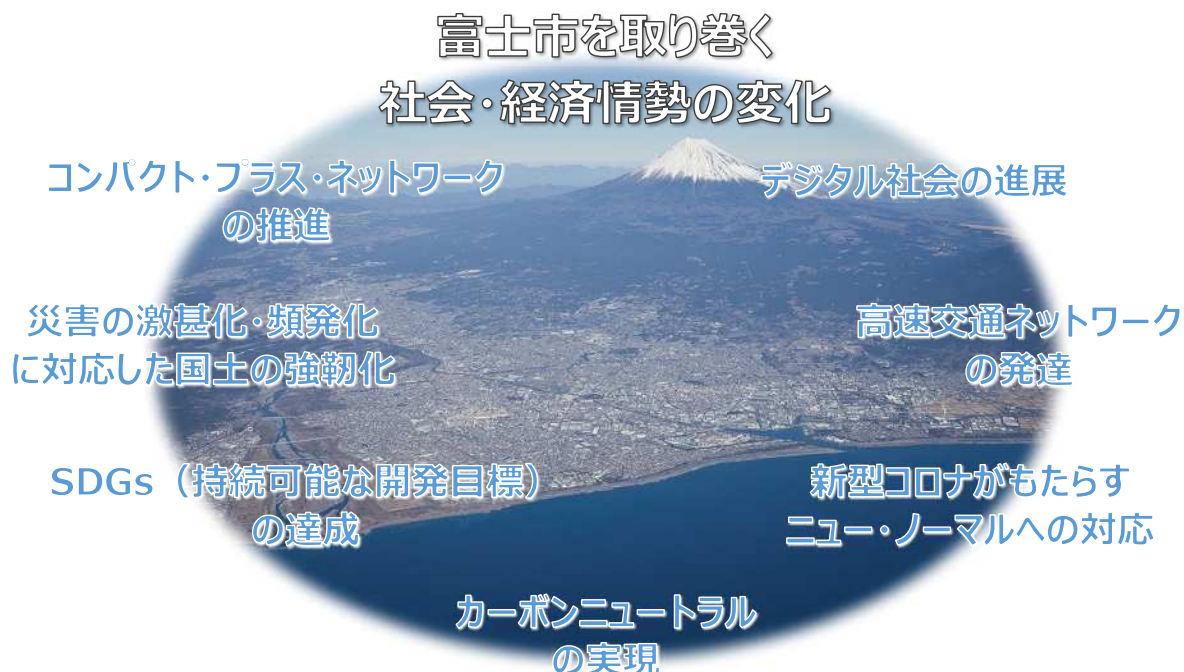 富士市を取り巻く
社会・経済情勢の変化
コンパクト・プラス・ネットワーク
の推進
デジタル社会の進展
災害の激甚化・頻発化
に対応した国土の強靭化
高速交通ネットワーク
の発達
SDGs（持続可能な開発目標）
の達成
新型コロナがもたらす
ニュー・ノーマルへの対応
カーボンニュートラル
の実現